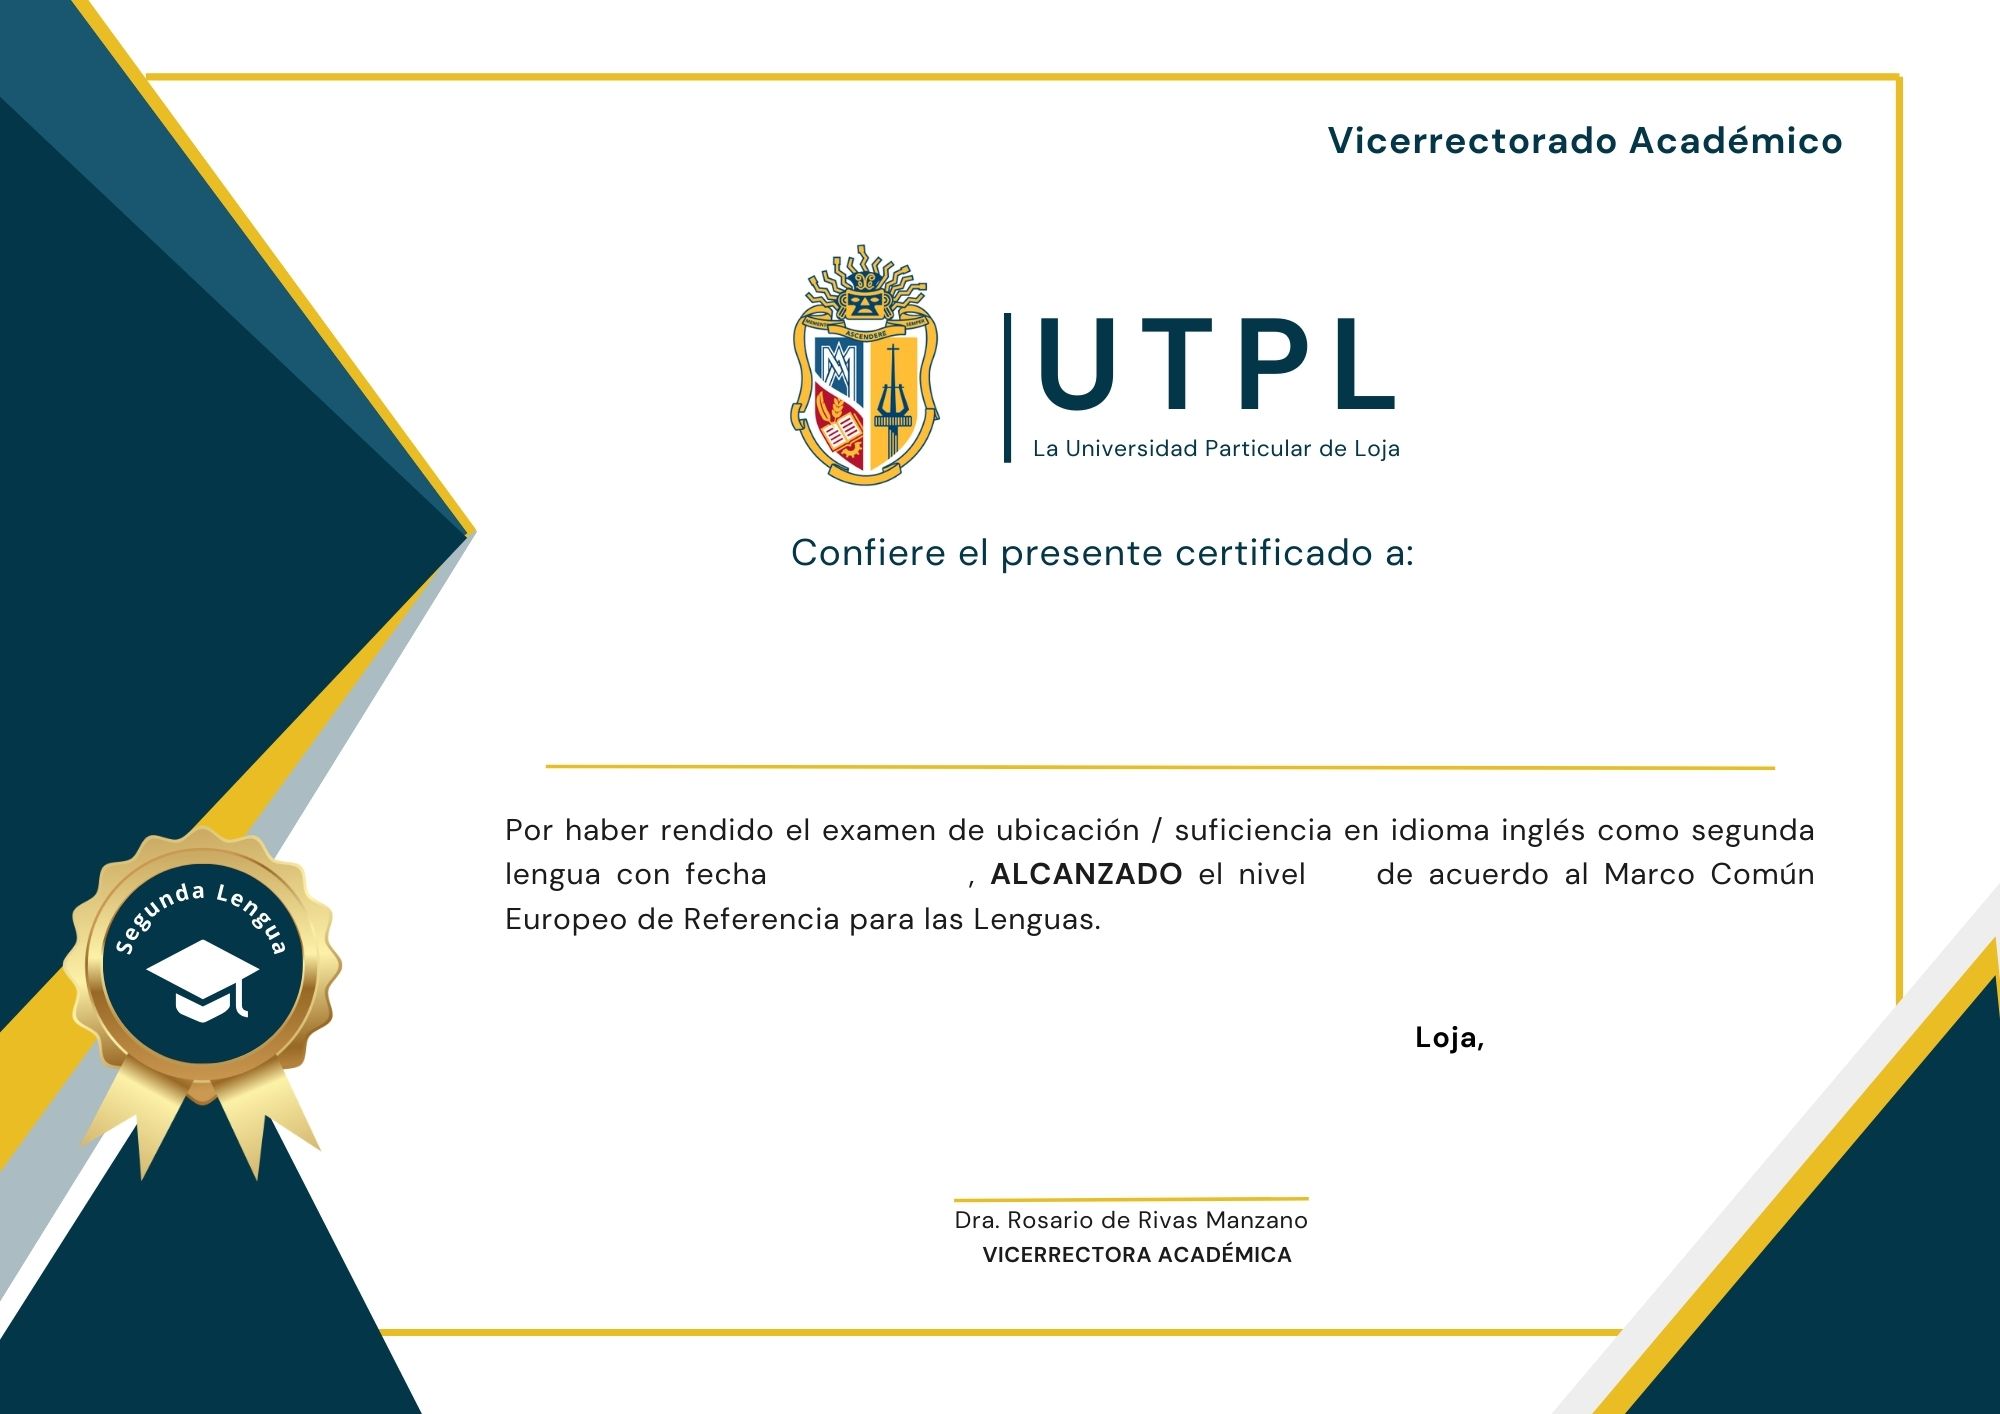 Vicerrectorado Académico
MEMENTO
ASCENDERE
SEMPER
UTPL
La Universidad Particular de Loja
Confiere el presente certificado a:
Por haber rendido el examen de ubicación / suficiencia en idioma inglés como segunda
lengua con fecha , ALCANZADO el nivel de acuerdo al Marco Común
Europeo de Referencia para las Lenguas.
Segunda Lengua
Loja,
Dra. Rosario de Rivas Manzano
VICERRECTORA ACADÉMICA